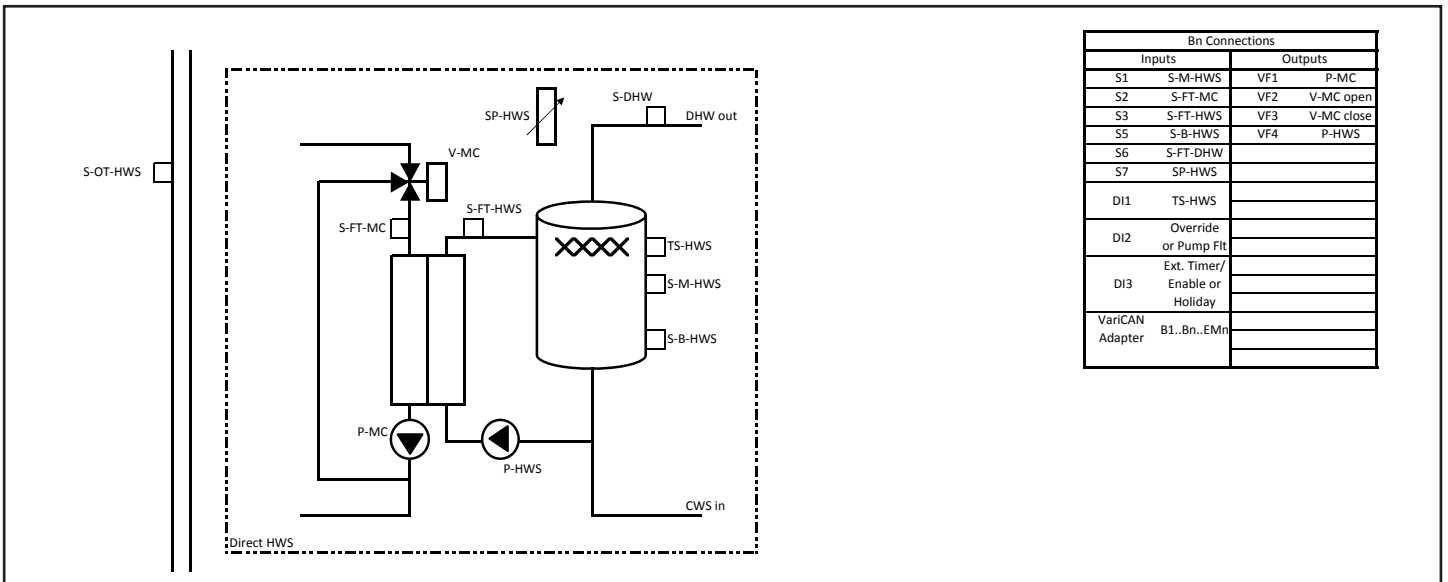 S-OT-HWS
SP-HWS
S-DHW
DHW out
V-MC
S-FT-MC
S-FT-HWS
TS-HWS
S-M-HWS
S-B-HWS
P-MC
P-HWS
CWS in
Direct HWS
Bn Connections
Inputs Outputs
S1 S-M-HWS VF1 P-MC
S2 S-FT-MC VF2 V-MC open
S3 S-FT-HWS VF3 V-MC close
S5 S-B-HWS VF4 P-HWS
S6 S-FT-DHW
S7 SP-HWS
DI1 TS-HWS
DI2 Override
or Pump Flt
DI3 Ext. Timer/
Enable or
Holiday
VariCAN
Adapter B1..Bn..EMn